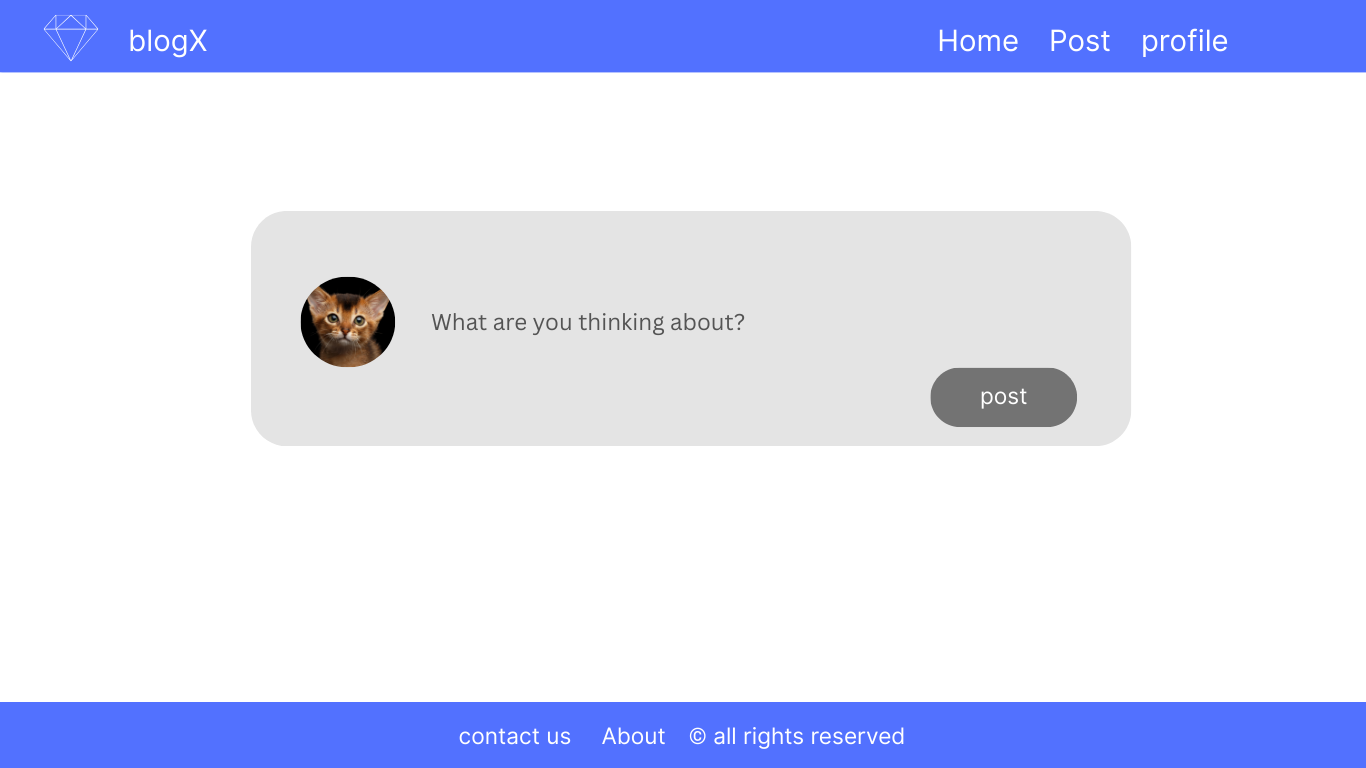 blogX Home Post profile
What are you thinking about?
post
contact us About © all rights reserved